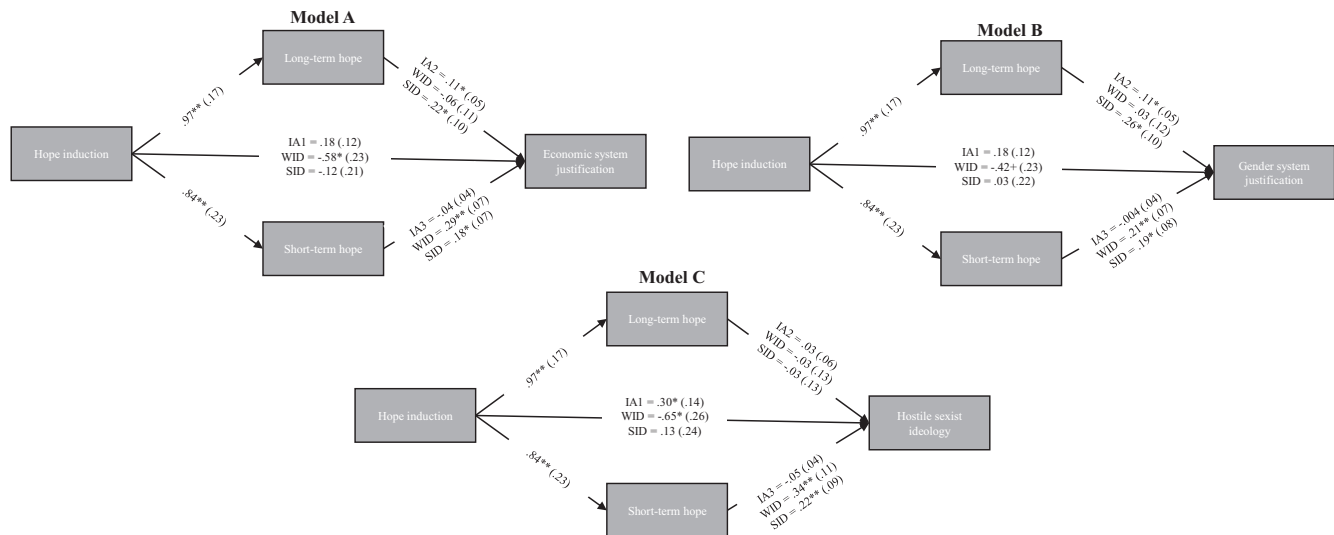 Model A
Long-term hope
.97** (.17)
IA2 = .11* (.05)
WID = -.06 (.11)
SID = .22* (.10)
Hope induction
IA1 = .18 (.12)
WID = -.58* (.23)
SID = -.12 (.21)
Economic system
justification
.84** (.23)
Short-term hope
IA3 = -.04 (.04)
WID = .29** (.07)
SID = .18* (.07)
Model B
Long-term hope
.97** (.17)
IA2 = .11* (.05)
WID = .03 (.12)
SID = .26* (.10)
Hope induction
IA1 = .18 (.12)
WID = -.42+ (.23)
SID = .03 (.22)
Gender system
justification
.84** (.23)
Short-term hope
IA3 = -.004 (.04)
WID = .21** (.07)
SID = .19* (.08)
Model C
Long-term hope
.97** (.17)
IA2 = .03 (.06)
WID = -.03 (.13)
SID = -.03 (.13)
Hope induction
IA1 = .30* (.14)
WID = -.65* (.26)
SID = .13 (.24)
Hostile sexist
ideology
.84** (.23)
Short-term hope
IA3 = -.05 (.04)
WID = .34** (.11)
SID = .22** (.09)